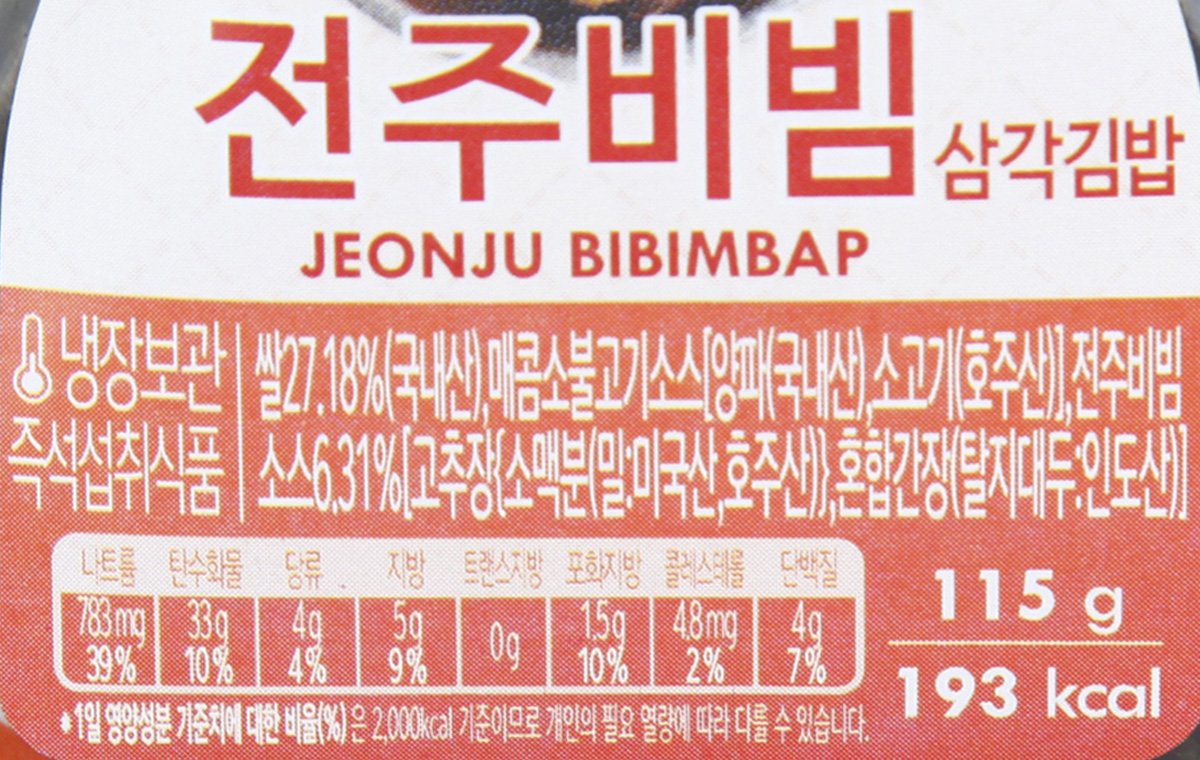 전주비빔 삼각김밥
JEONJU BIBIMBAP
냉장보관
즉석섭취식품
쌀27.18%(국내산),매콤소불고기소스[양파(국내산),소고기(호주산)],전주비빔
소스6.31%[고추장{소맥분(밀:미국산,호주산)},혼합간장(탈지대두:인도산)]
나트륨 탄수화물 당류 지방 트랜스지방 포화지방 콜레스테롤 단백질
783mg 33g 4g 5g 0g 1.5g 4.8mg 4g
39% 10% 4% 9% 10% 2% 7%
115 g
193 kcal
*1일 영양성분 기준치에 대한 비율(%)은 2,000kcal 기준이므로 개인의 필요 열량에 따라 다를 수 있습니다.